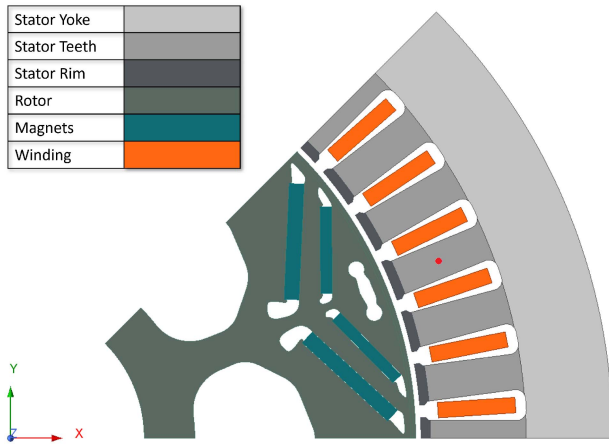 Stator Yoke
Stator Teeth
Stator Rim
Rotor
Magnets
Winding
Y
Z
X